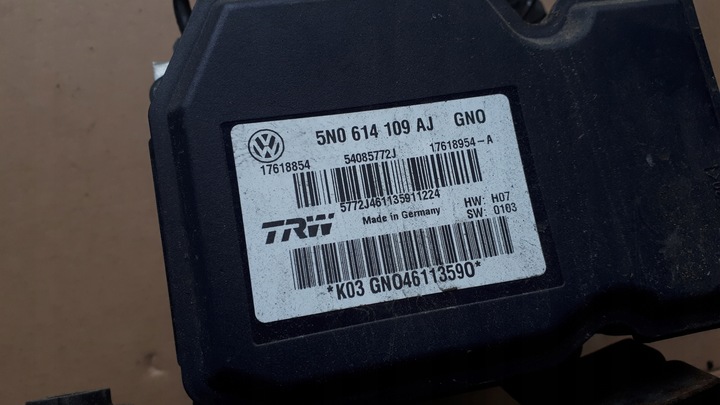 5N0 614 109 AJ GNO
17618854 54085772J 17618954-A
5772J461135911224
TRW Made in Germany HW: H07
SW: 0103
*K03 GNO46113590*